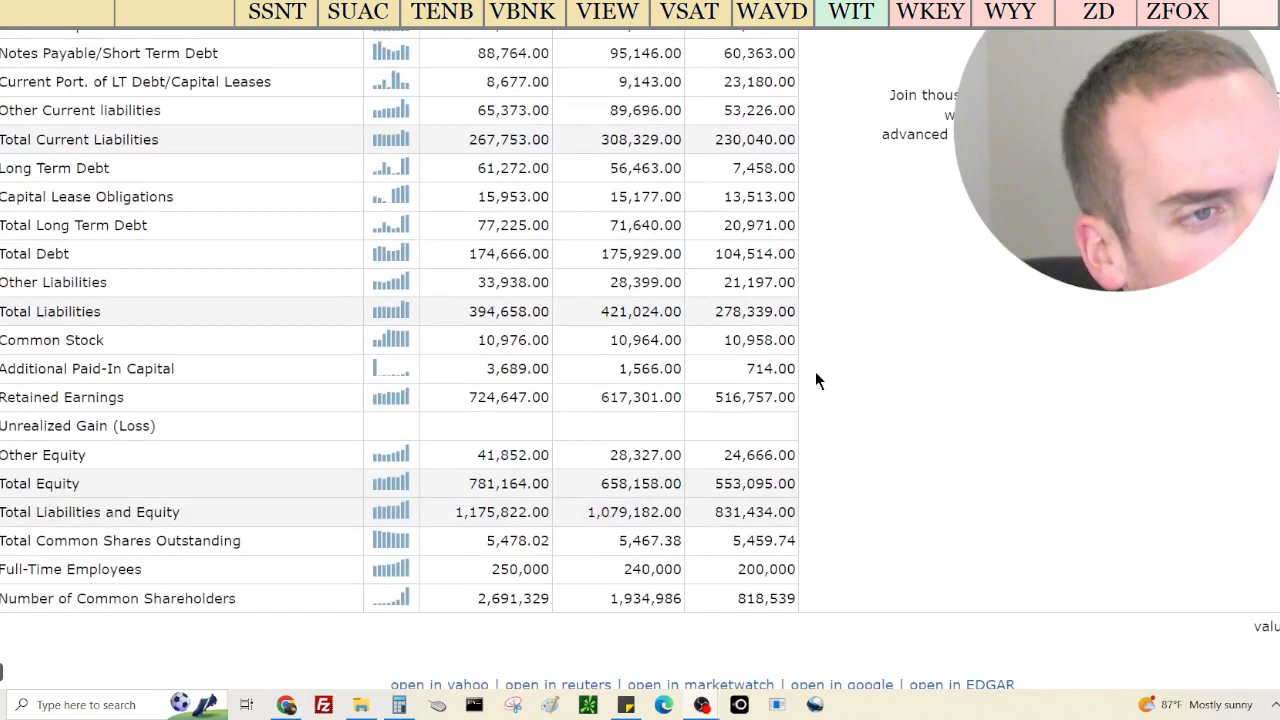 SSNT SUAC TENB VBNK VIEW VSAT WAVD WIT WKEY WYY ZD ZFOX
Notes Payable/Short Term Debt 88,764.00 95,146.00 60,363.00
Current Port. of LT Debt/Capital Leases 8,677.00 9,143.00 23,180.00
Other Current liabilities 65,373.00 89,696.00 53,226.00
Total Current Liabilities 267,753.00 308,329.00 230,040.00
Long Term Debt 61,272.00 56,463.00 7,458.00
Capital Lease Obligations 15,953.00 15,177.00 13,513.00
Total Long Term Debt 77,225.00 71,640.00 20,971.00
Total Debt 174,666.00 175,929.00 104,514.00
Other Liabilities 33,938.00 28,399.00 21,197.00
Total Liabilities 394,658.00 421,024.00 278,339.00
Common Stock 10,976.00 10,964.00 10,958.00
Additional Paid-In Capital 3,689.00 1,566.00 714.00
Retained Earnings 724,647.00 617,301.00 516,757.00
Unrealized Gain (Loss)
Other Equity 41,852.00 28,327.00 24,666.00
Total Equity 781,164.00 658,158.00 553,095.00
Total Liabilities and Equity 1,175,822.00 1,079,182.00 831,434.00
Total Common Shares Outstanding 5,478.02 5,467.38 5,459.74
Full-Time Employees 250,000 240,000 200,000
Number of Common Shareholders 2,691,329 1,934,986 818,539
Join thous
w
advanced
valu
open in yahoo | open in reuters | open in marketwatch | open in google | open in EDGAR
Type here to search
87°F Mostly sunny